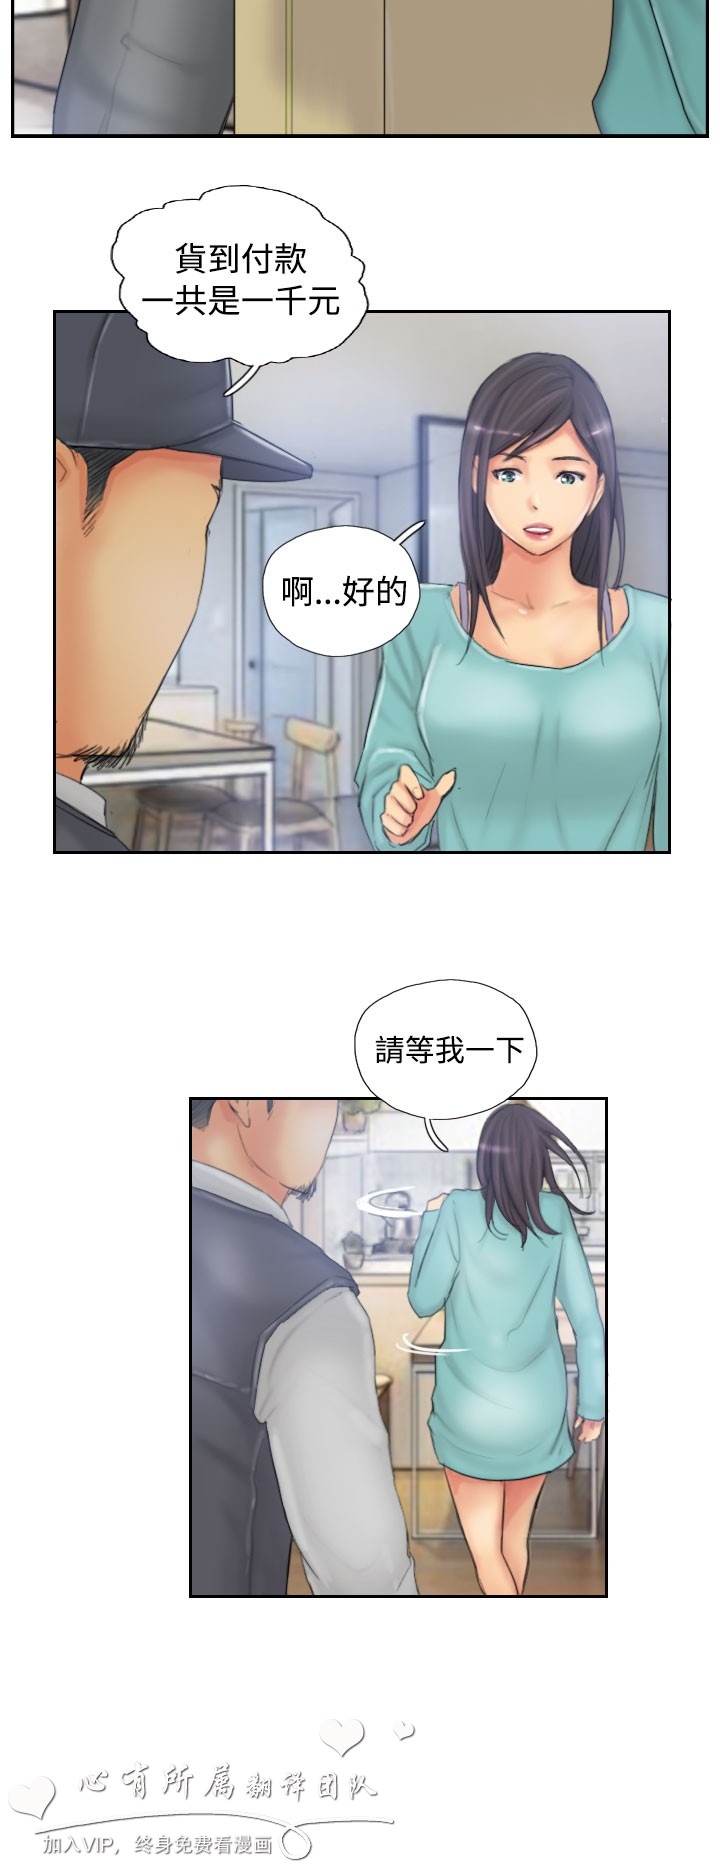 貨到付款
一共是一千元
啊...好的
請等我一下
心有所属翻译团队
加入VIP，终身免费看漫画